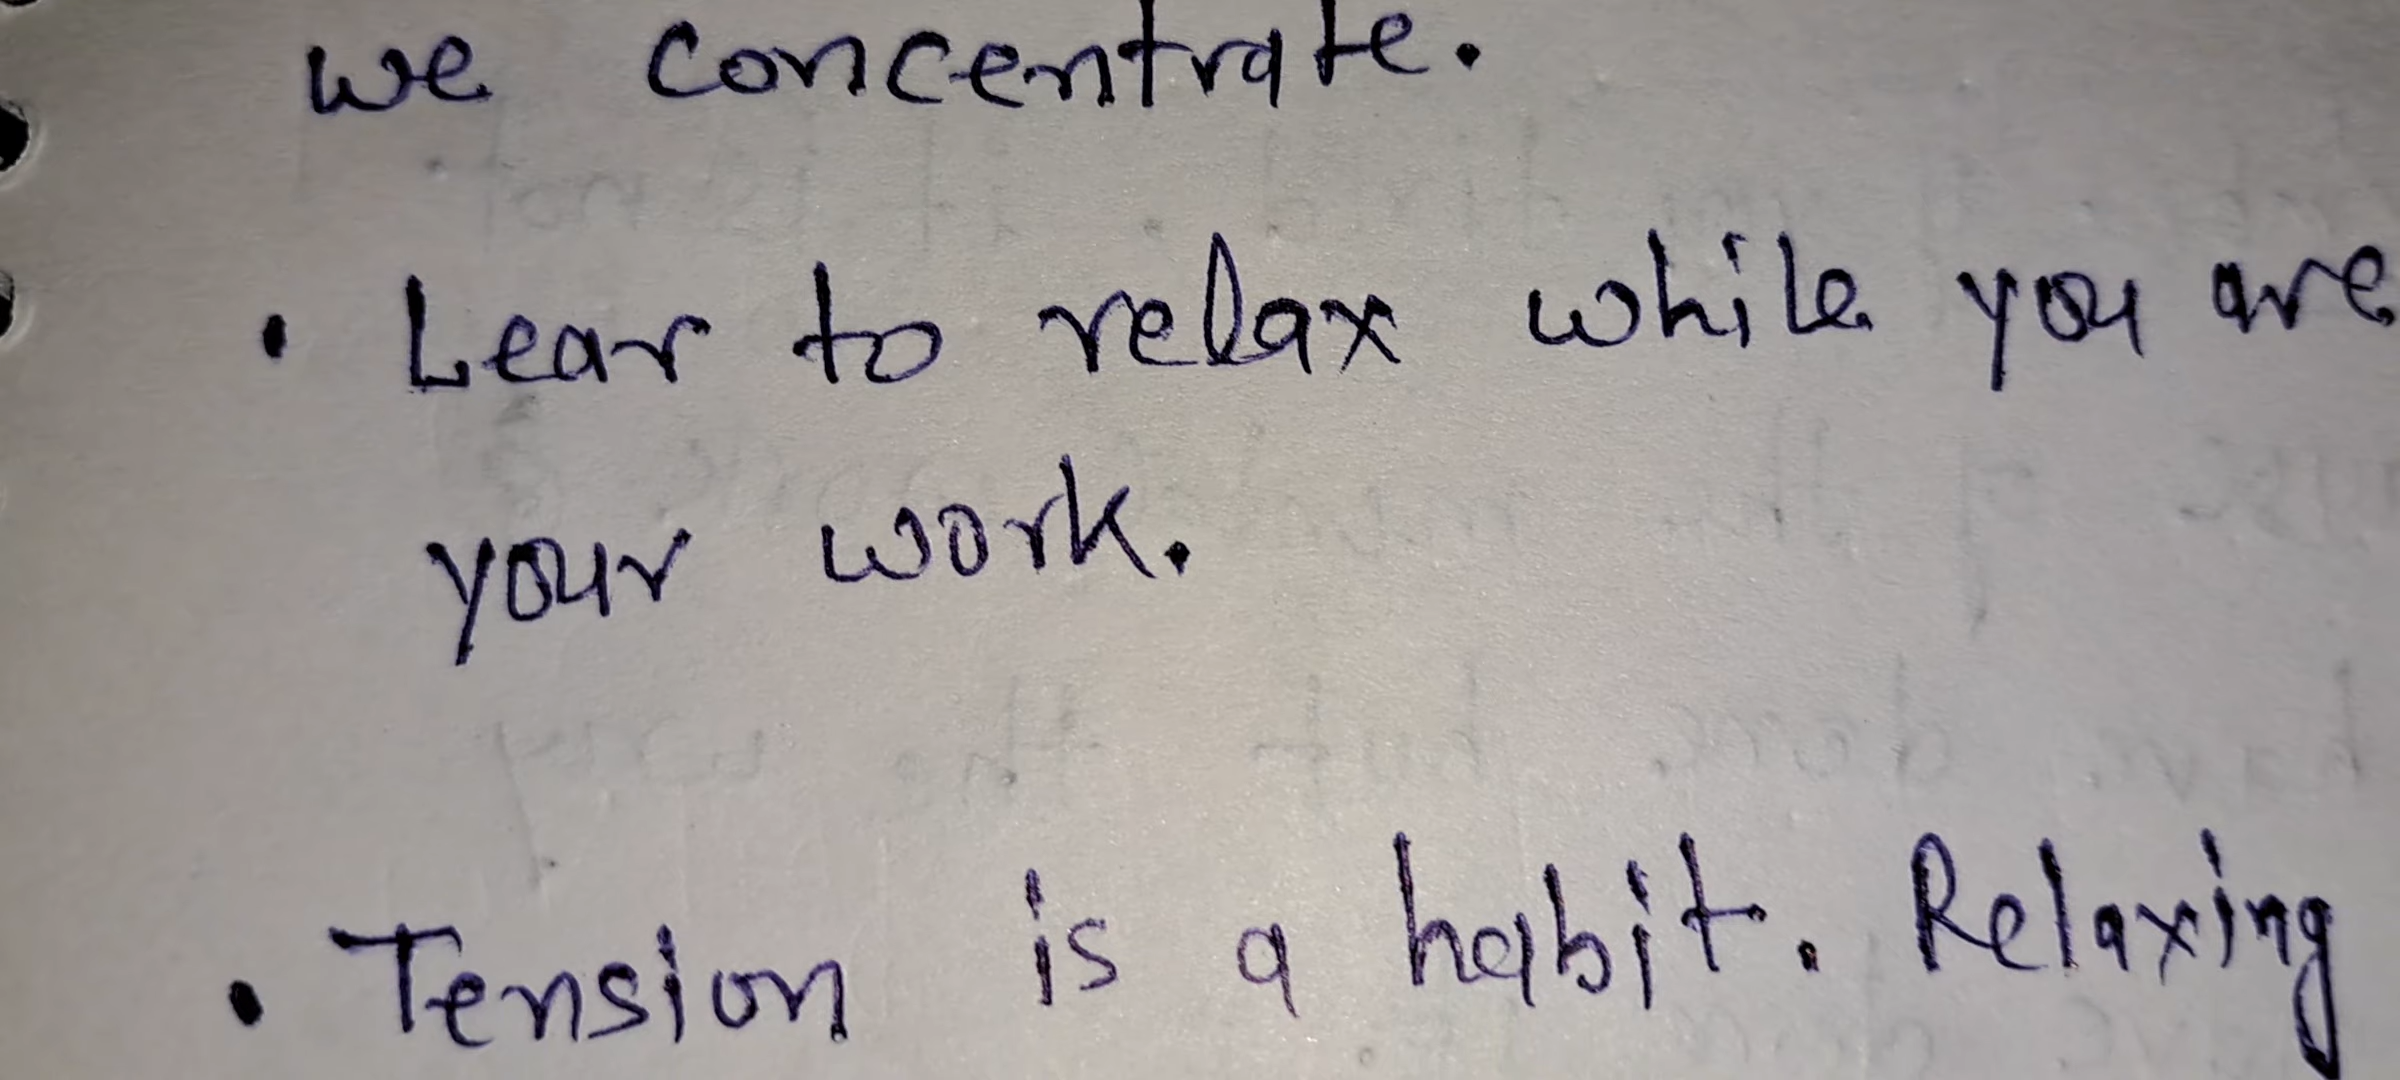 we concentrate.
• Lear to relax while you are
your work.
• Tension is a habit. Relaxing